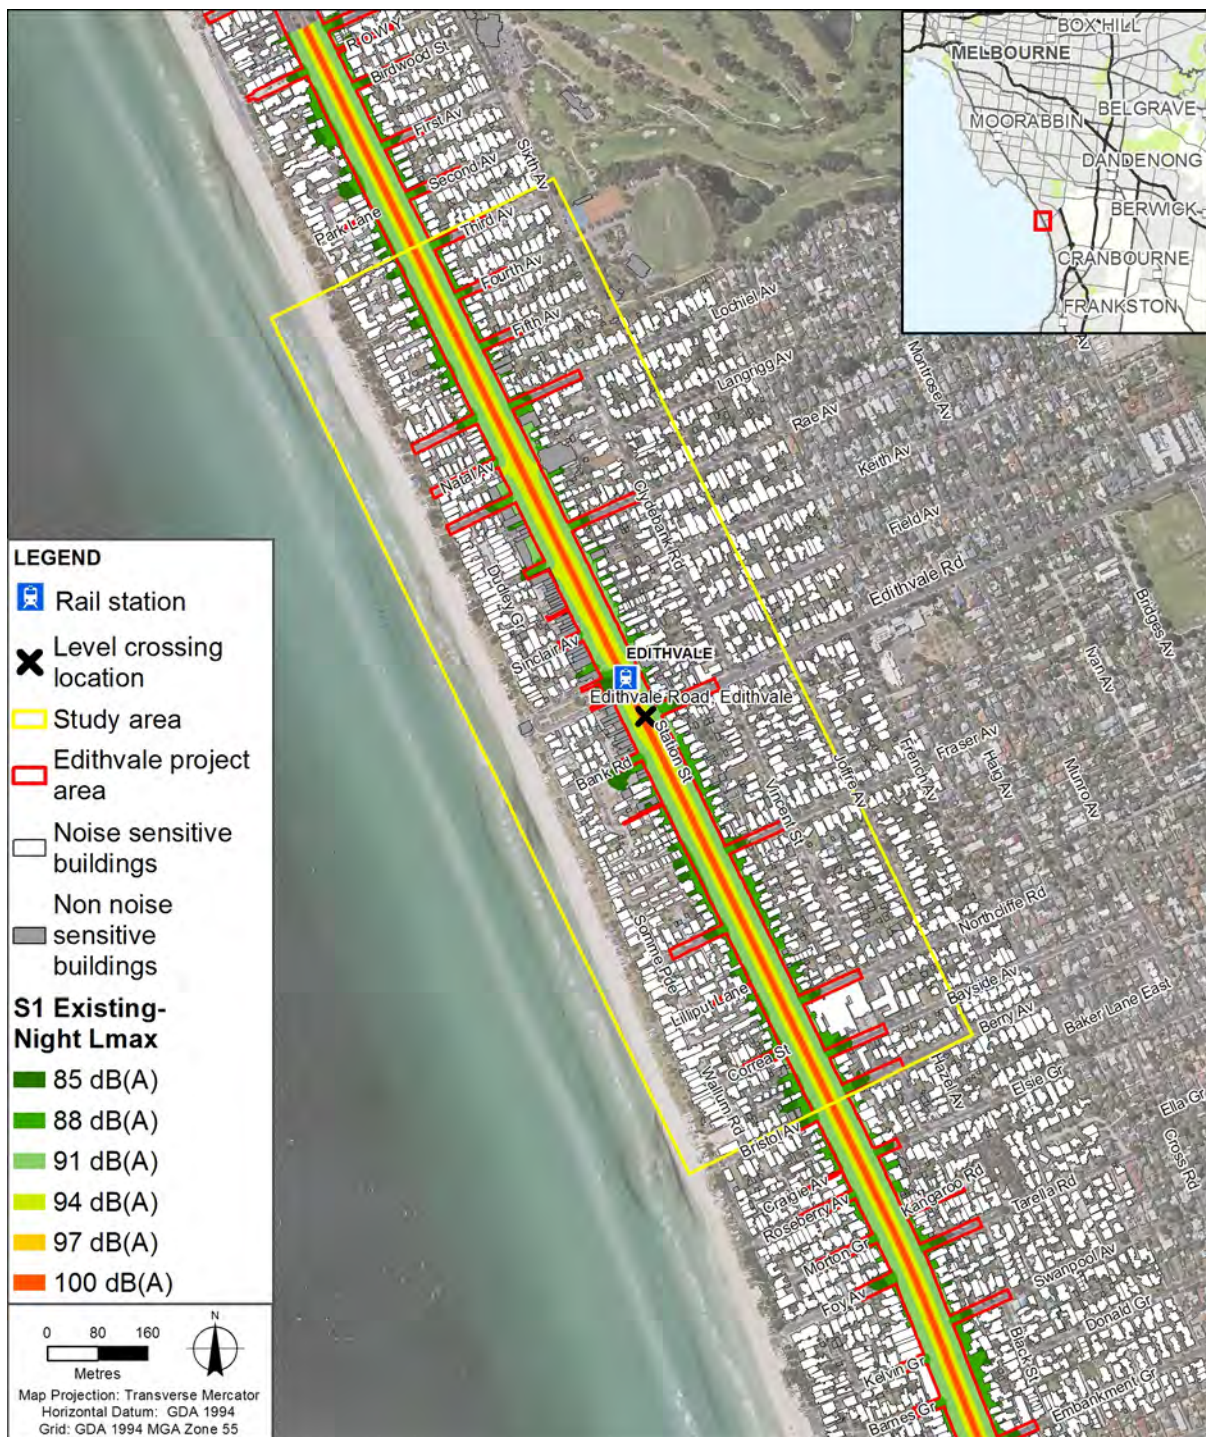 R O W Y
Birdwood St
First Av
Second Av
Sixth Av
Park Lane
Third Av
Fourth Av
Fifth Av
Lochiel Av
Langrigg Av
Montrose Av
Av
Rae Av
Keith Av
Natal Av
Clydebank Rd
Field Av
Edithvale Rd
Dudley Gr
Sinclair Av
Bridges Av
Ivan Av
EDITHVALE
Edithvale Road, Edithvale
Station St
Bank Rd
Vincent St
Joffre Av
French Av
Fraser Av
Haig Av
Munro Av
Somme Pde
Northcliffe Rd
Lilliput Lane
Bayside Av
Berry Av
Baker Lane East
Correa St
Wallum Rd
Hazel Av
Elsie Gr
Ella Gr
Cross Rd
Bristol Av
Craigie Av
Roseberry Av
Kangaroo Rd
Tarella Rd
Morton Gr
Swanpool Av
Foy Av
Donald Gr
Black St
Kelvin Gr
Embankment Gr
Barnes Gr
BOX HILL
MELBOURNE
BELGRAVE
MOORABBIN
DANDENONG
BERWICK
CRANBOURNE
FRANKSTON
LEGEND
Rail station
Level crossing
location
Study area
Edithvale project
area
Noise sensitive
buildings
Non noise
sensitive
buildings
S1 Existing-
Night Lmax
85 dB(A)
88 dB(A)
91 dB(A)
94 dB(A)
97 dB(A)
100 dB(A)
0 80 160
Metres
N
Map Projection: Transverse Mercator
Horizontal Datum: GDA 1994
Grid: GDA 1994 MGA Zone 55